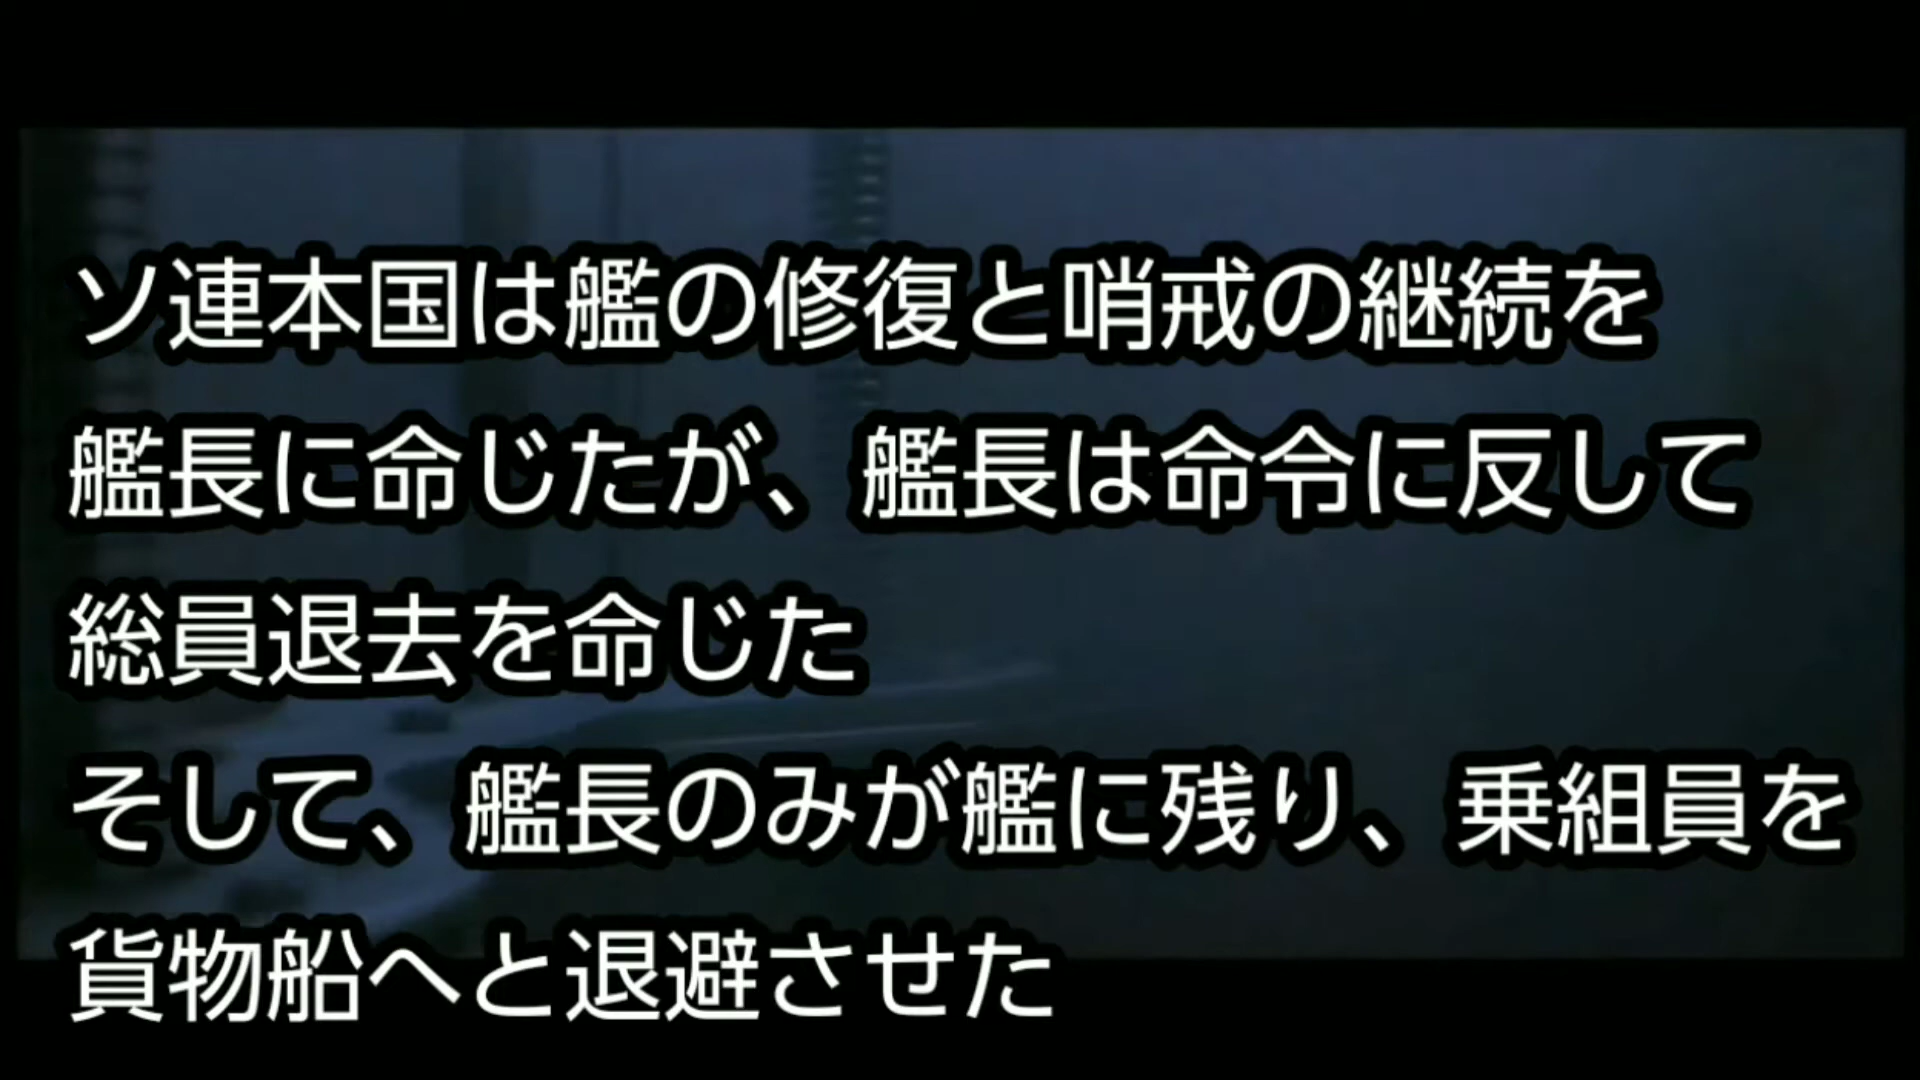 ソ連本国は艦の修復と哨戒の継続を
艦長に命じたが、艦長は命令に反して
総員退去を命じた
そして、艦長のみが艦に残り、乗組員を
貨物船へと退避させた